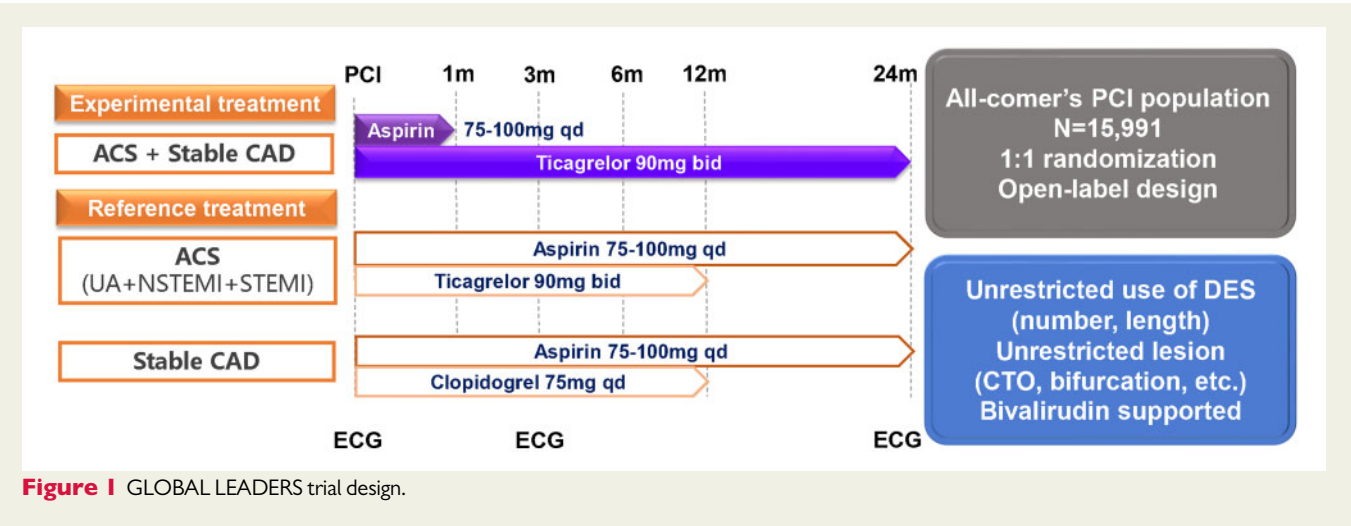 PCI 1m 3m 6m 12m 24m
Experimental treatment
Aspirin 75-100mg qd
ACS + Stable CAD
Ticagrelor 90mg bid
Reference treatment
ACS
(UA+NSTEMI+STEMI)
Aspirin 75-100mg qd
Ticagrelor 90mg bid
Stable CAD
Aspirin 75-100mg qd
Clopidogrel 75mg qd
ECG ECG ECG
All-comer's PCI population
N=15,991
1:1 randomization
Open-label design
Unrestricted use of DES
(number, length)
Unrestricted lesion
(CTO, bifurcation, etc.)
Bivalirudin supported
Figure 1 GLOBAL LEADERS trial design.